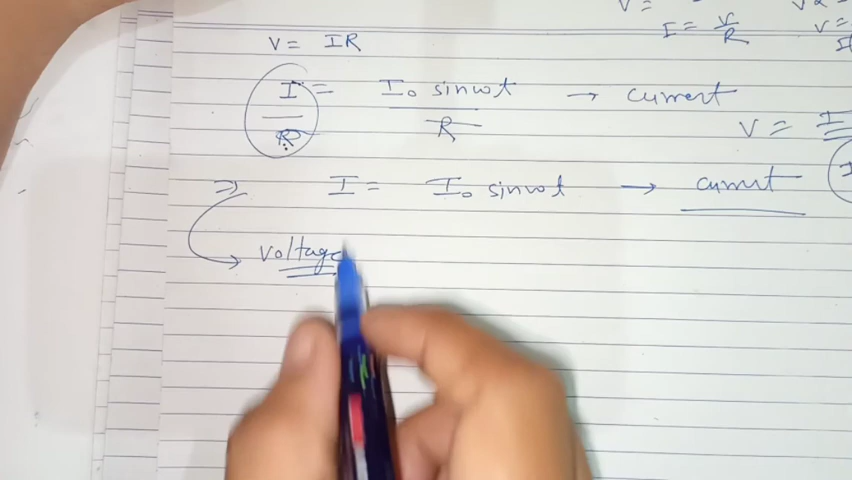 V =
I = V/R
V =
V = IR
I/R = I₀ sinωt/R → current
V = I
⇒ I = I₀ sinωt → current
voltage